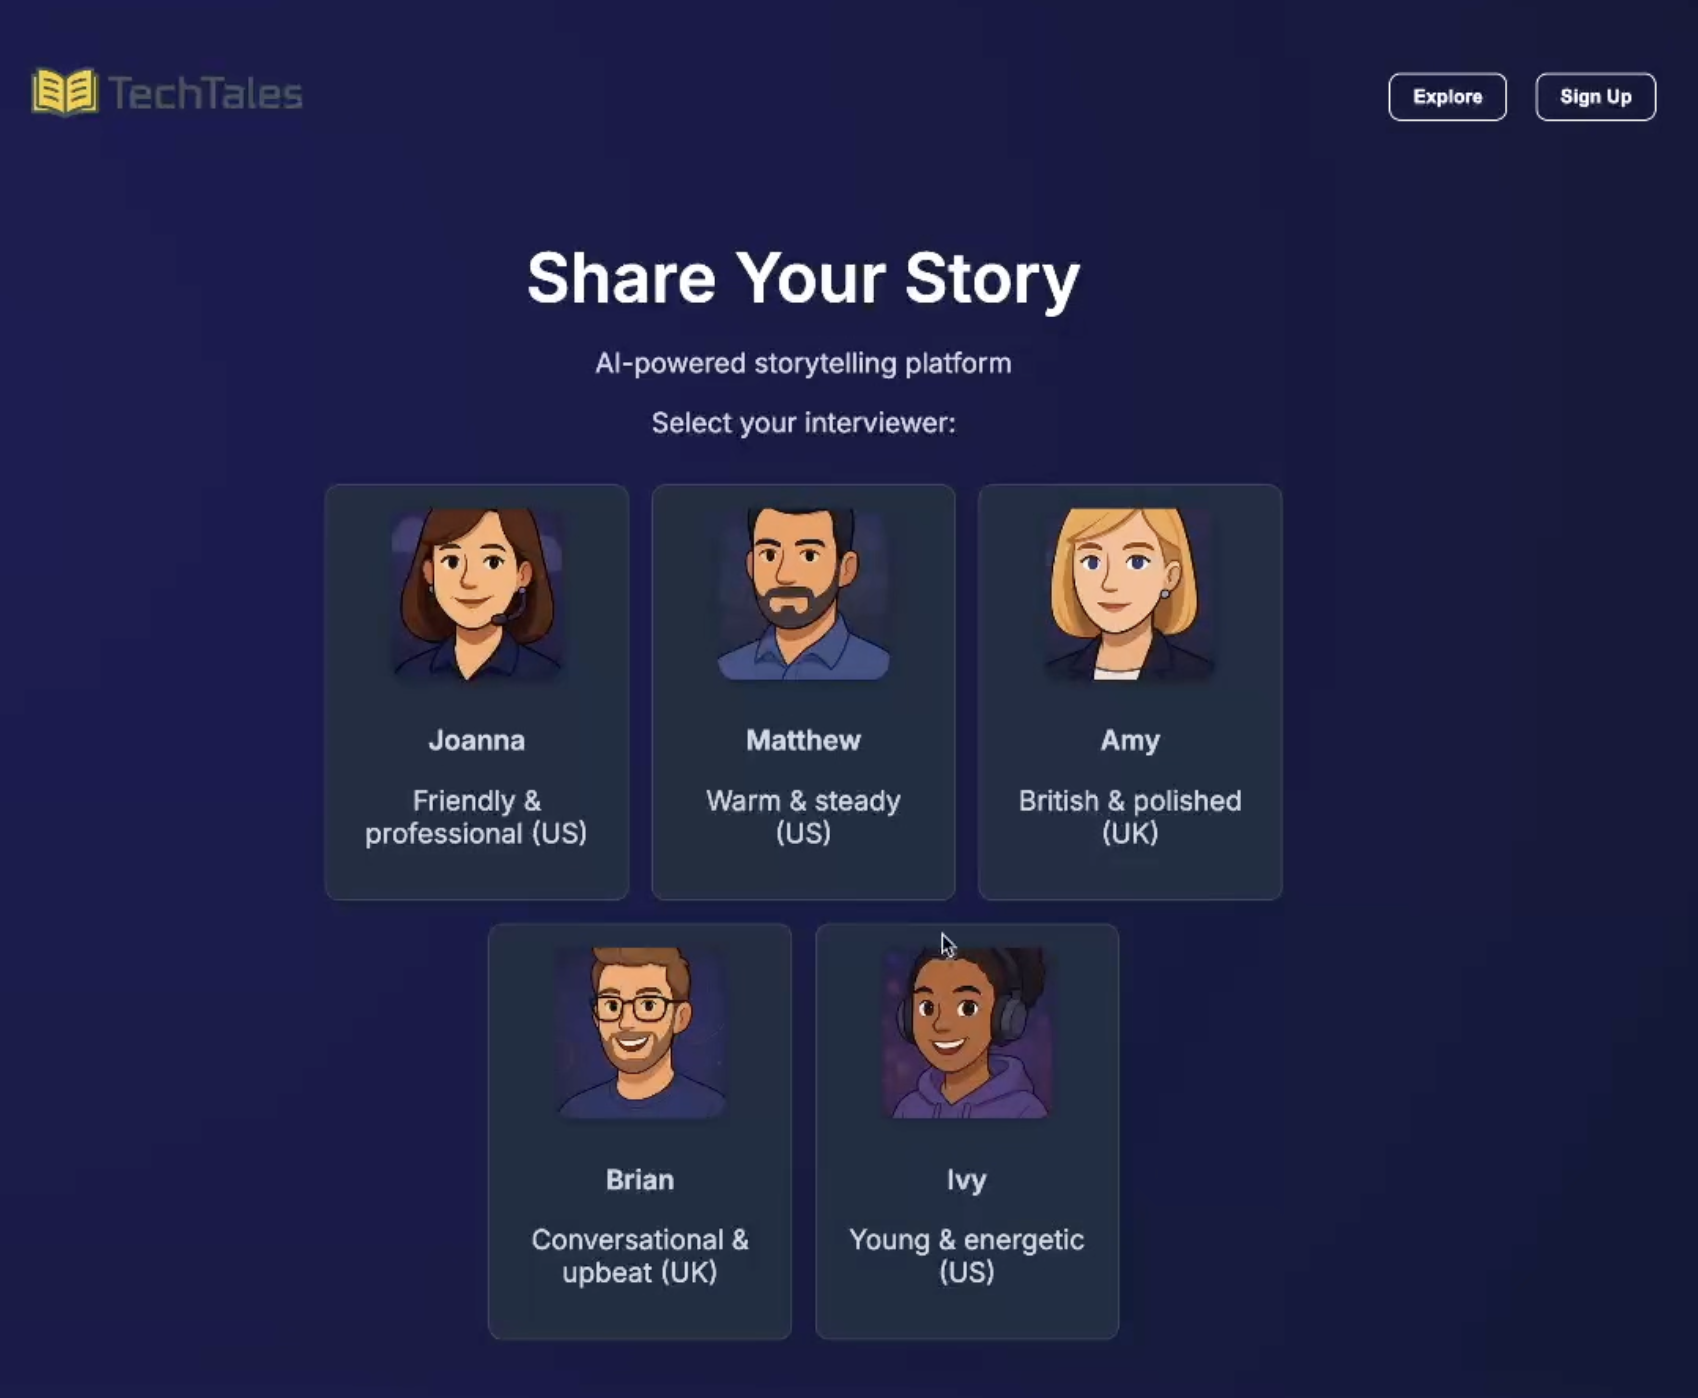 TechTales
Explore
Sign Up
Share Your Story
AI-powered storytelling platform
Select your interviewer:
Joanna
Friendly &
professional (US)
Matthew
Warm & steady
(US)
Amy
British & polished
(UK)
Brian
Conversational &
upbeat (UK)
Ivy
Young & energetic
(US)